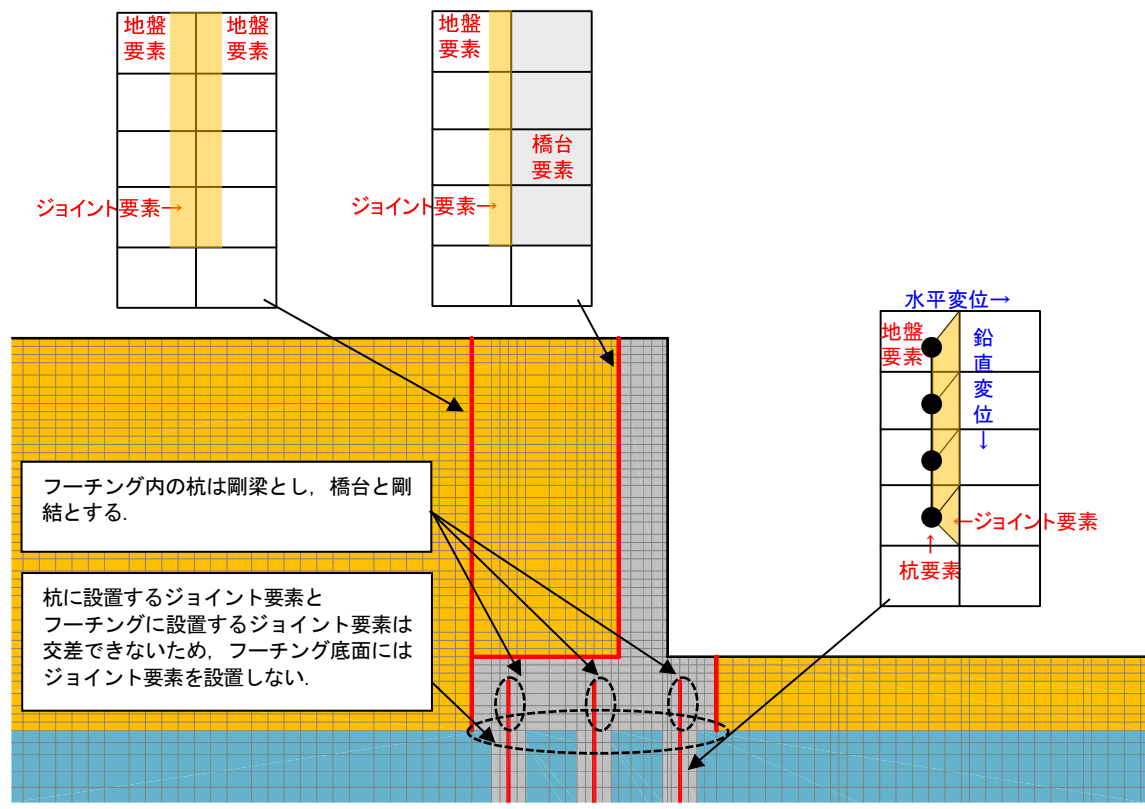 地盤
要素
地盤
要素
ジョイント要素→
地盤
要素
橋台
要素
ジョイント要素→
水平変位→
地盤
要素
鉛直変位→
←ジョイント要素
↑
杭要素
フーチング内の杭は剛梁とし，橋台と剛
結とする.
杭に設置するジョイント要素と
フーチングに設置するジョイント要素は
交差できないため，フーチング底面には
ジョイント要素を設置しない.